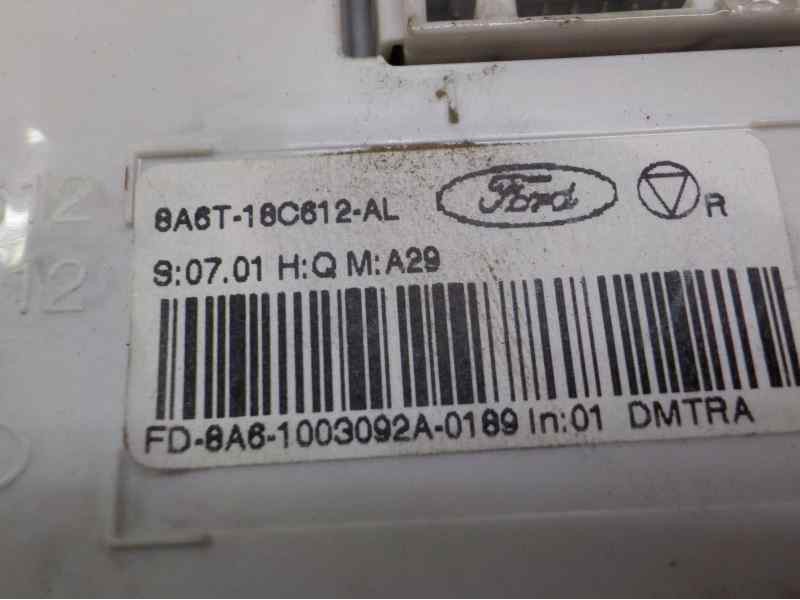 8A6T-18C612-AL
Ford
R
S:07.01 H:Q M:A29
FD-8A6-1003092A-0189 In:01 DMTRA
12
12